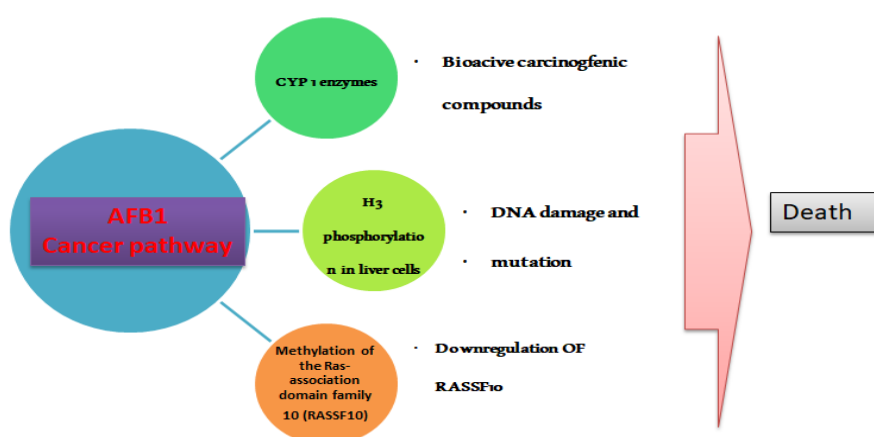 CYP 1 enzymes
· Bioacive carcinogfenic
compounds
AFB1
Cancer pathway
H3
phosphorylatio
n in liver cells
· DNA damage and
· mutation
Methylation of
the Ras-
association
domain family
10 (RASSF10)
· Downregulation OF
RASSF10
Death